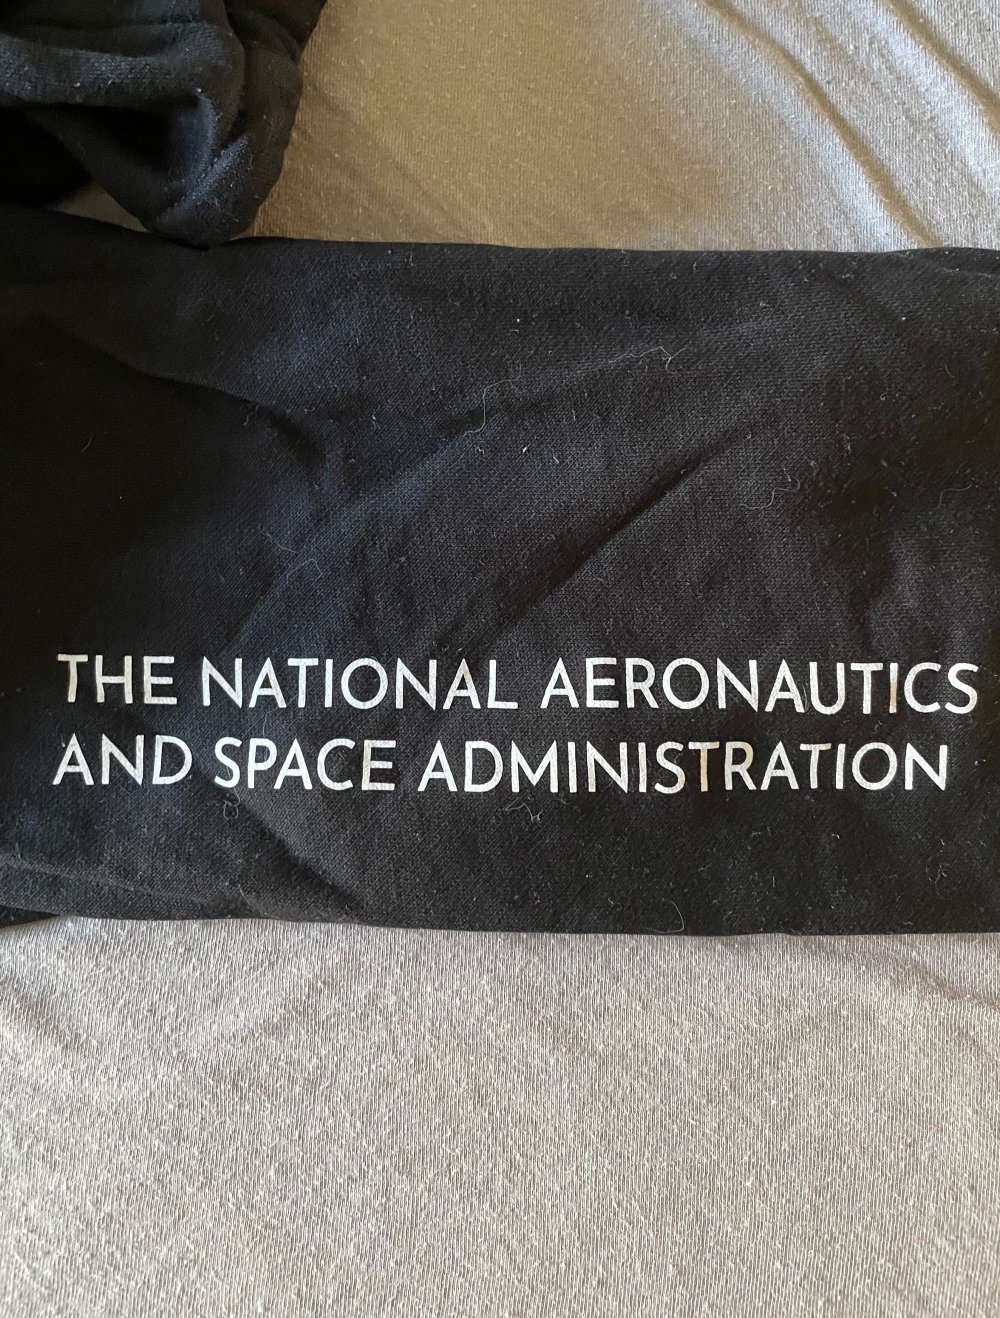 THE NATIONAL AERONAUTICS
AND SPACE ADMINISTRATION